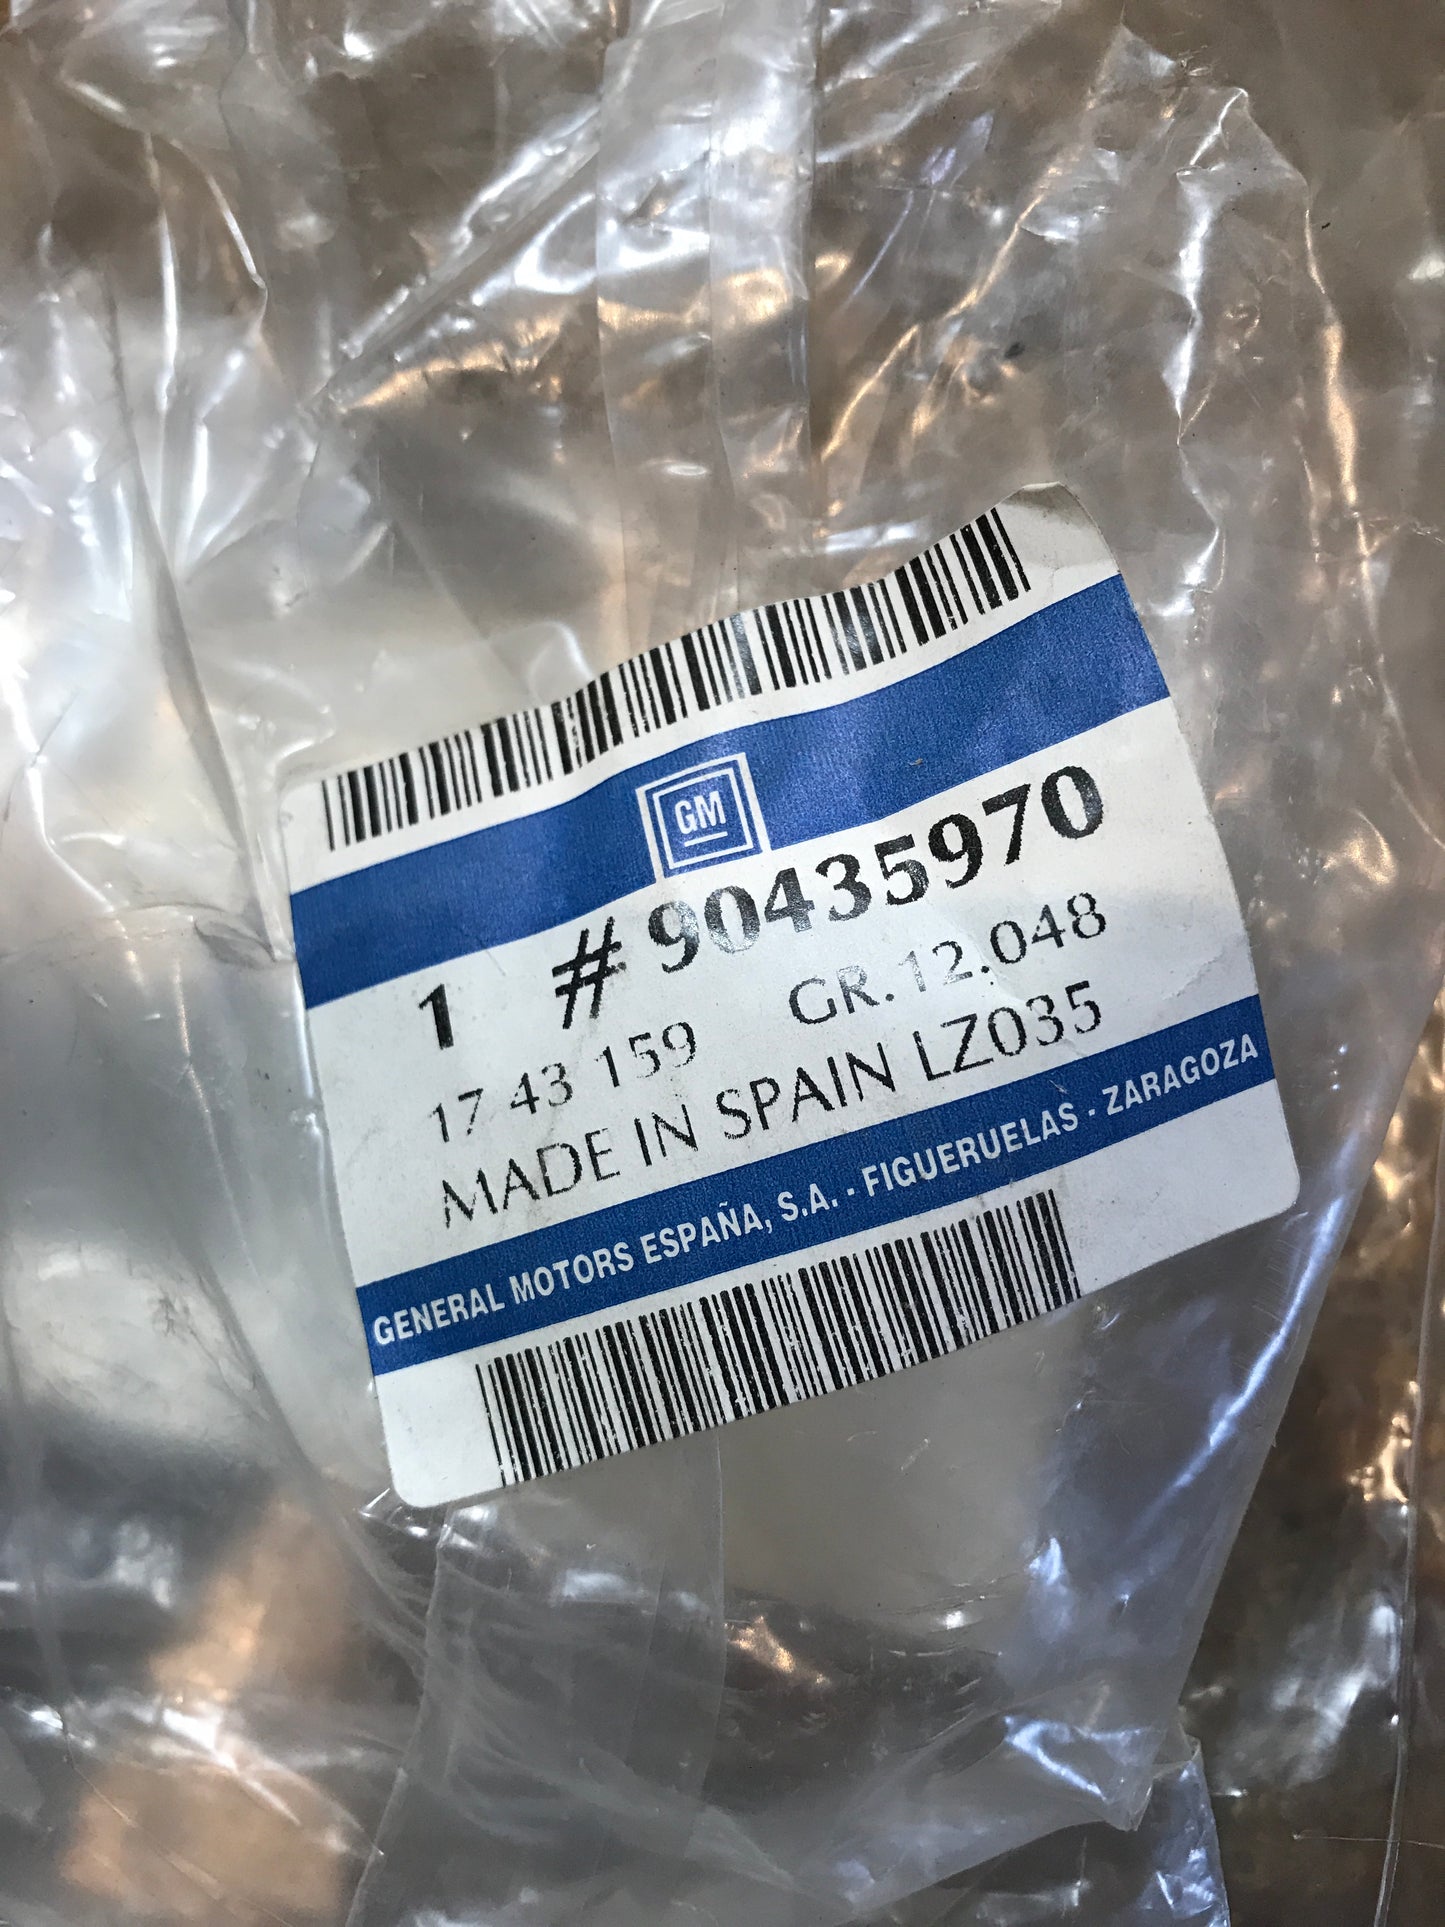 GM
1 # 90435970
17 43 159 GR. 12.048
MADE IN SPAIN LZ035
GENERAL MOTORS ESPAÑA, S.A. - FIGUERUELAS - ZARAGOZA